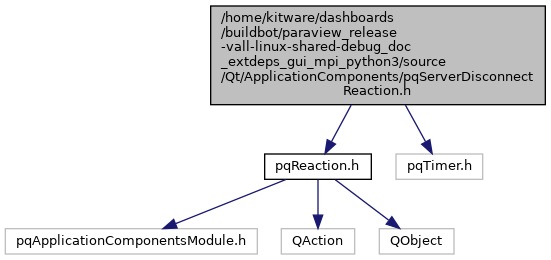 /home/kitware/dashboards
/buildbot/paraview_release
-vall-linux-shared-debug_doc
_extdeps_gui_mpi_python3/source
/Qt/ApplicationComponents/pqServerDisconnect
Reaction.h
pqReaction.h
pqTimer.h
pqApplicationComponentsModule.h
QAction
QObject